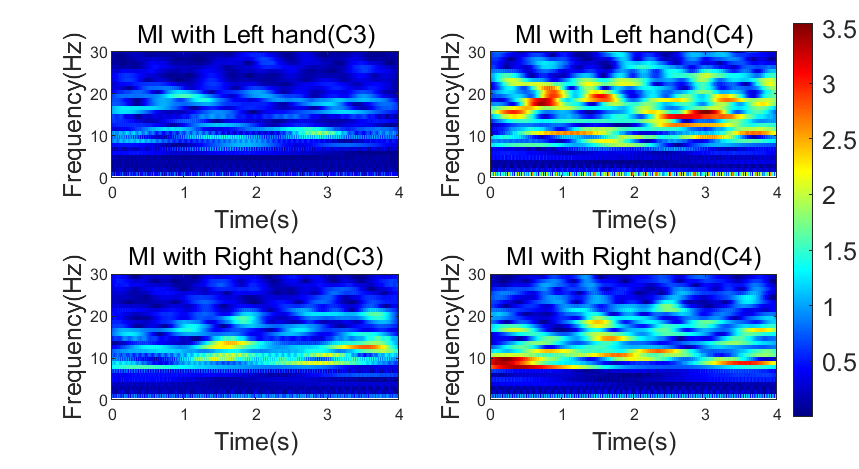 MI with Left hand(C3)
Frequency(Hz)
30
20
10
0
0 1 2 3 4
Time(s)
MI with Left hand(C4)
Frequency(Hz)
30
20
10
0
0 1 2 3 4
Time(s)
MI with Right hand(C3)
Frequency(Hz)
30
20
10
0
0 1 2 3 4
Time(s)
MI with Right hand(C4)
Frequency(Hz)
30
20
10
0
0 1 2 3 4
Time(s)
3.5
3
2.5
2
1.5
1
0.5